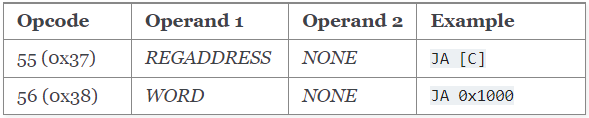 Opcode Operand 1 Operand 2 Example
55 (0x37) REGADDRESS NONE JA [C]
56 (0x38) WORD NONE JA 0x1000